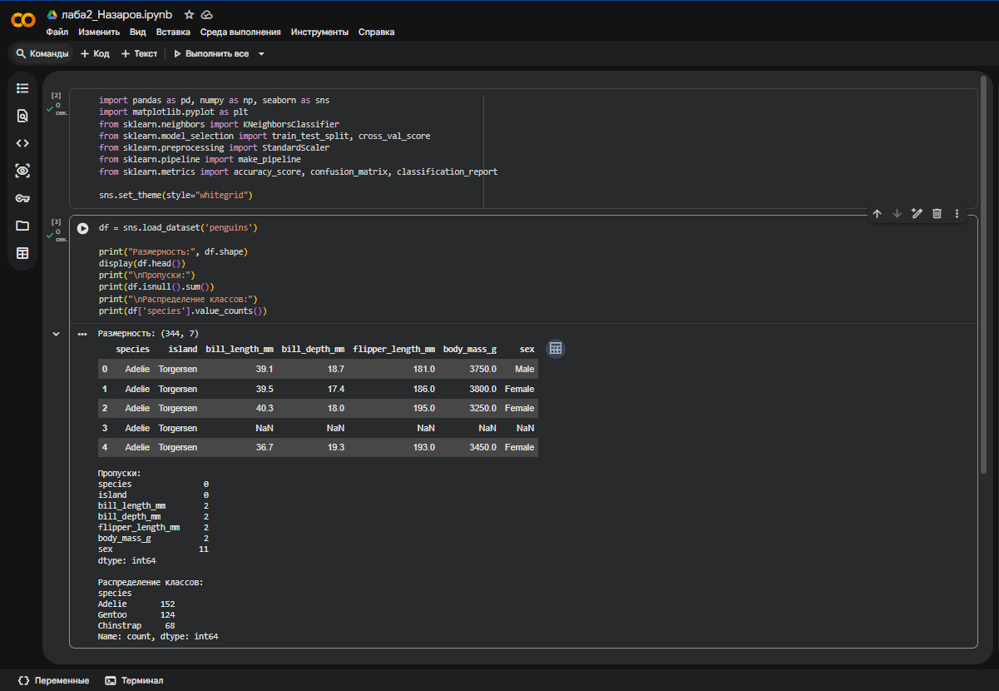 лаба2_Назаров.ipynb
Файл Изменить Вид Вставка Среда выполнения Инструменты Справка
Команды + Код + Текст Выполнить все
[2]
0
сек.
import pandas as pd, numpy as np, seaborn as sns
import matplotlib.pyplot as plt
from sklearn.neighbors import KNeighborsClassifier
from sklearn.model_selection import train_test_split, cross_val_score
from sklearn.preprocessing import StandardScaler
from sklearn.pipeline import make_pipeline
from sklearn.metrics import accuracy_score, confusion_matrix, classification_report
sns.set_theme(style="whitegrid")
[3]
0
сек.
df = sns.load_dataset('penguins')
print("Размерность:", df.shape)
display(df.head())
print("\nПропуски:")
print(df.isnull().sum())
print("\nРаспределение классов:")
print(df['species'].value_counts())
Размерность: (344, 7)
species island bill_length_mm bill_depth_mm flipper_length_mm body_mass_g sex
0 Adelie Torgersen 39.1 18.7 181.0 3750.0 Male
1 Adelie Torgersen 39.5 17.4 186.0 3800.0 Female
2 Adelie Torgersen 40.3 18.0 195.0 3250.0 Female
3 Adelie Torgersen NaN NaN NaN NaN NaN
4 Adelie Torgersen 36.7 19.3 193.0 3450.0 Female
Пропуски:
species 0
island 0
bill_length_mm 2
bill_depth_mm 2
flipper_length_mm 2
body_mass_g 2
sex 11
dtype: int64
Распределение классов:
species
Adelie 152
Gentoo 124
Chinstrap 68
Name: count, dtype: int64
Переменные Терминал